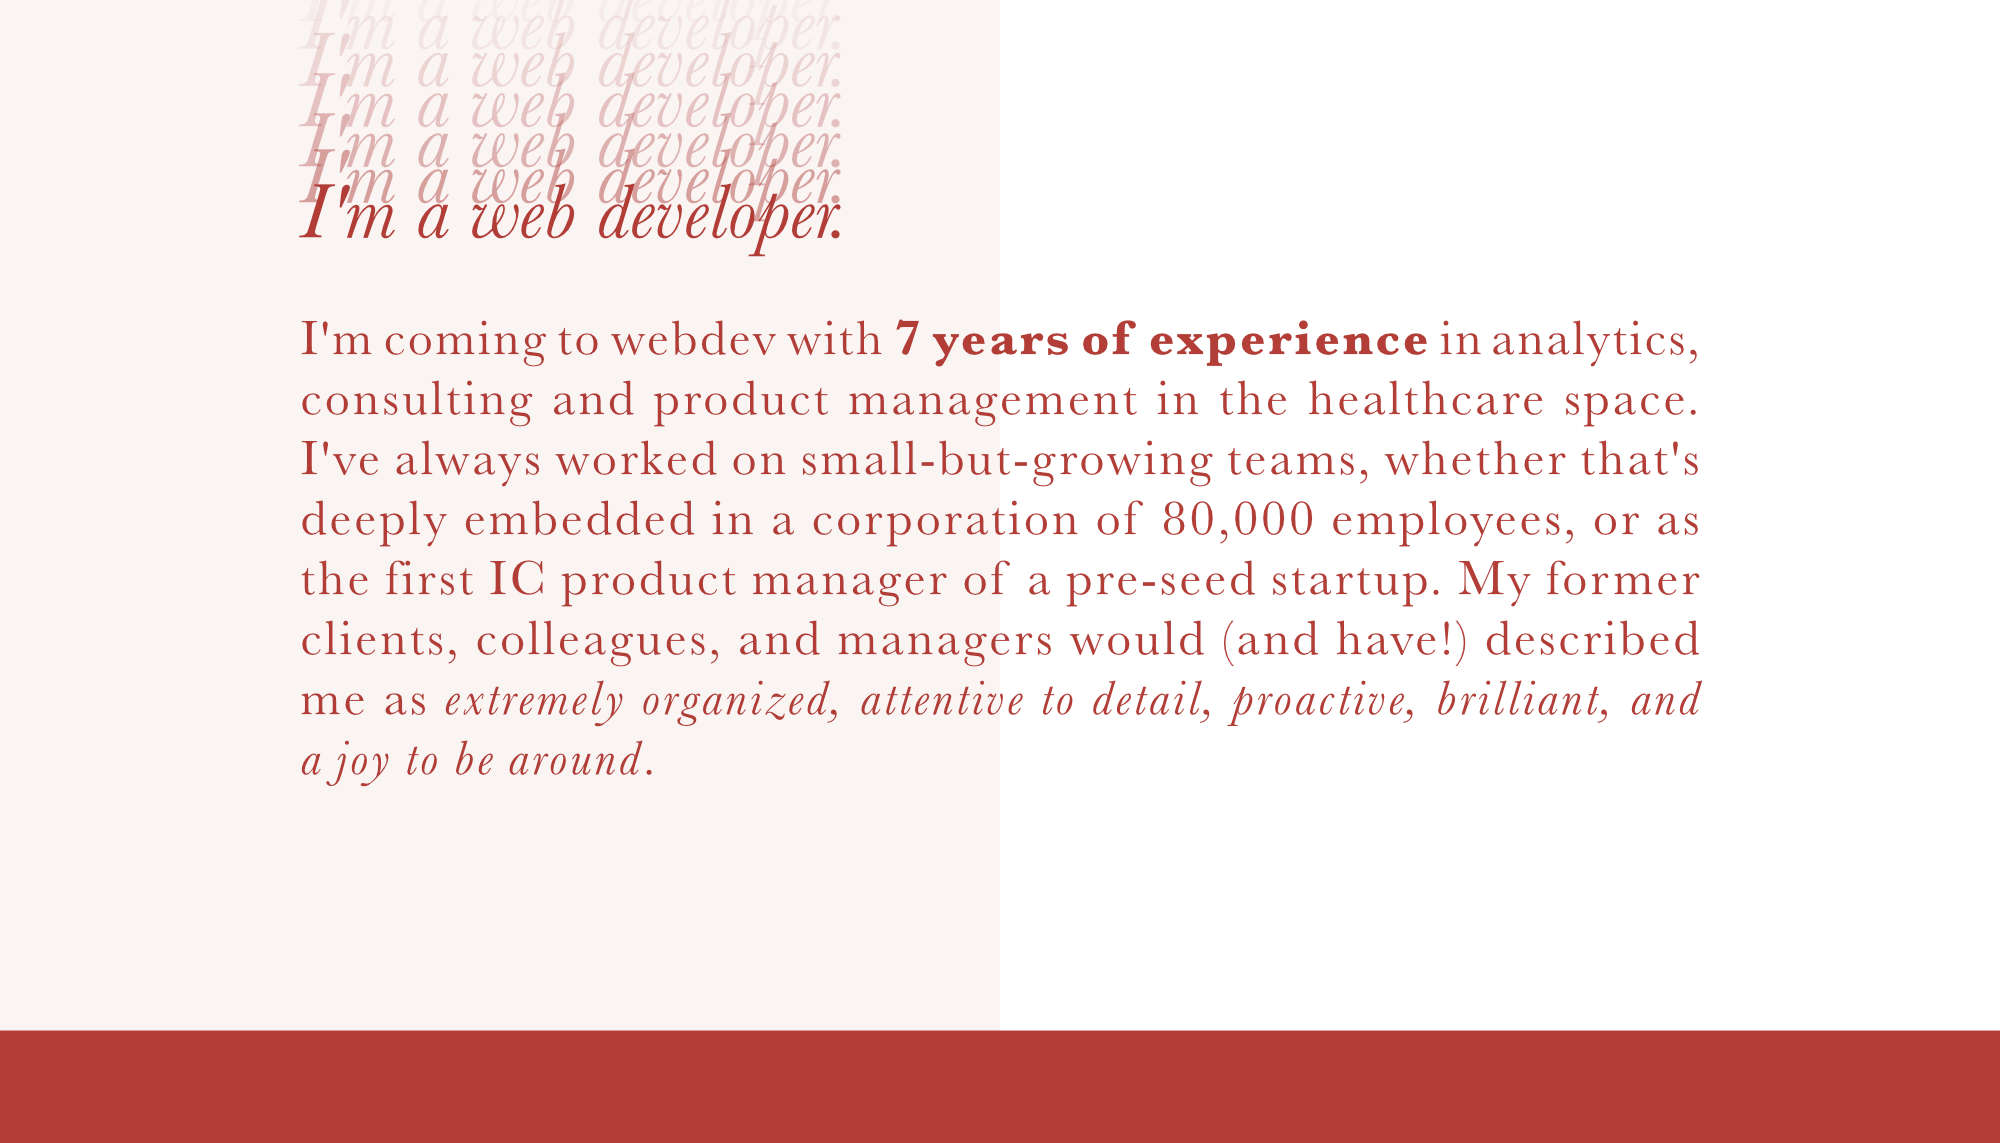 I'm a web developer.
I'm a web developer.
I'm a web developer.
I'm a web developer.
I'm a web developer.
I'm a web developer.
I'm a web developer.
I'm coming to webdev with 7 years of experience in analytics,
consulting and product management in the healthcare space.
I've always worked on small-but-growing teams, whether that's
deeply embedded in a corporation of 80,000 employees, or as
the first IC product manager of a pre-seed startup. My former
clients, colleagues, and managers would (and have!) described
me as extremely organized, attentive to detail, proactive, brilliant, and
a joy to be around.